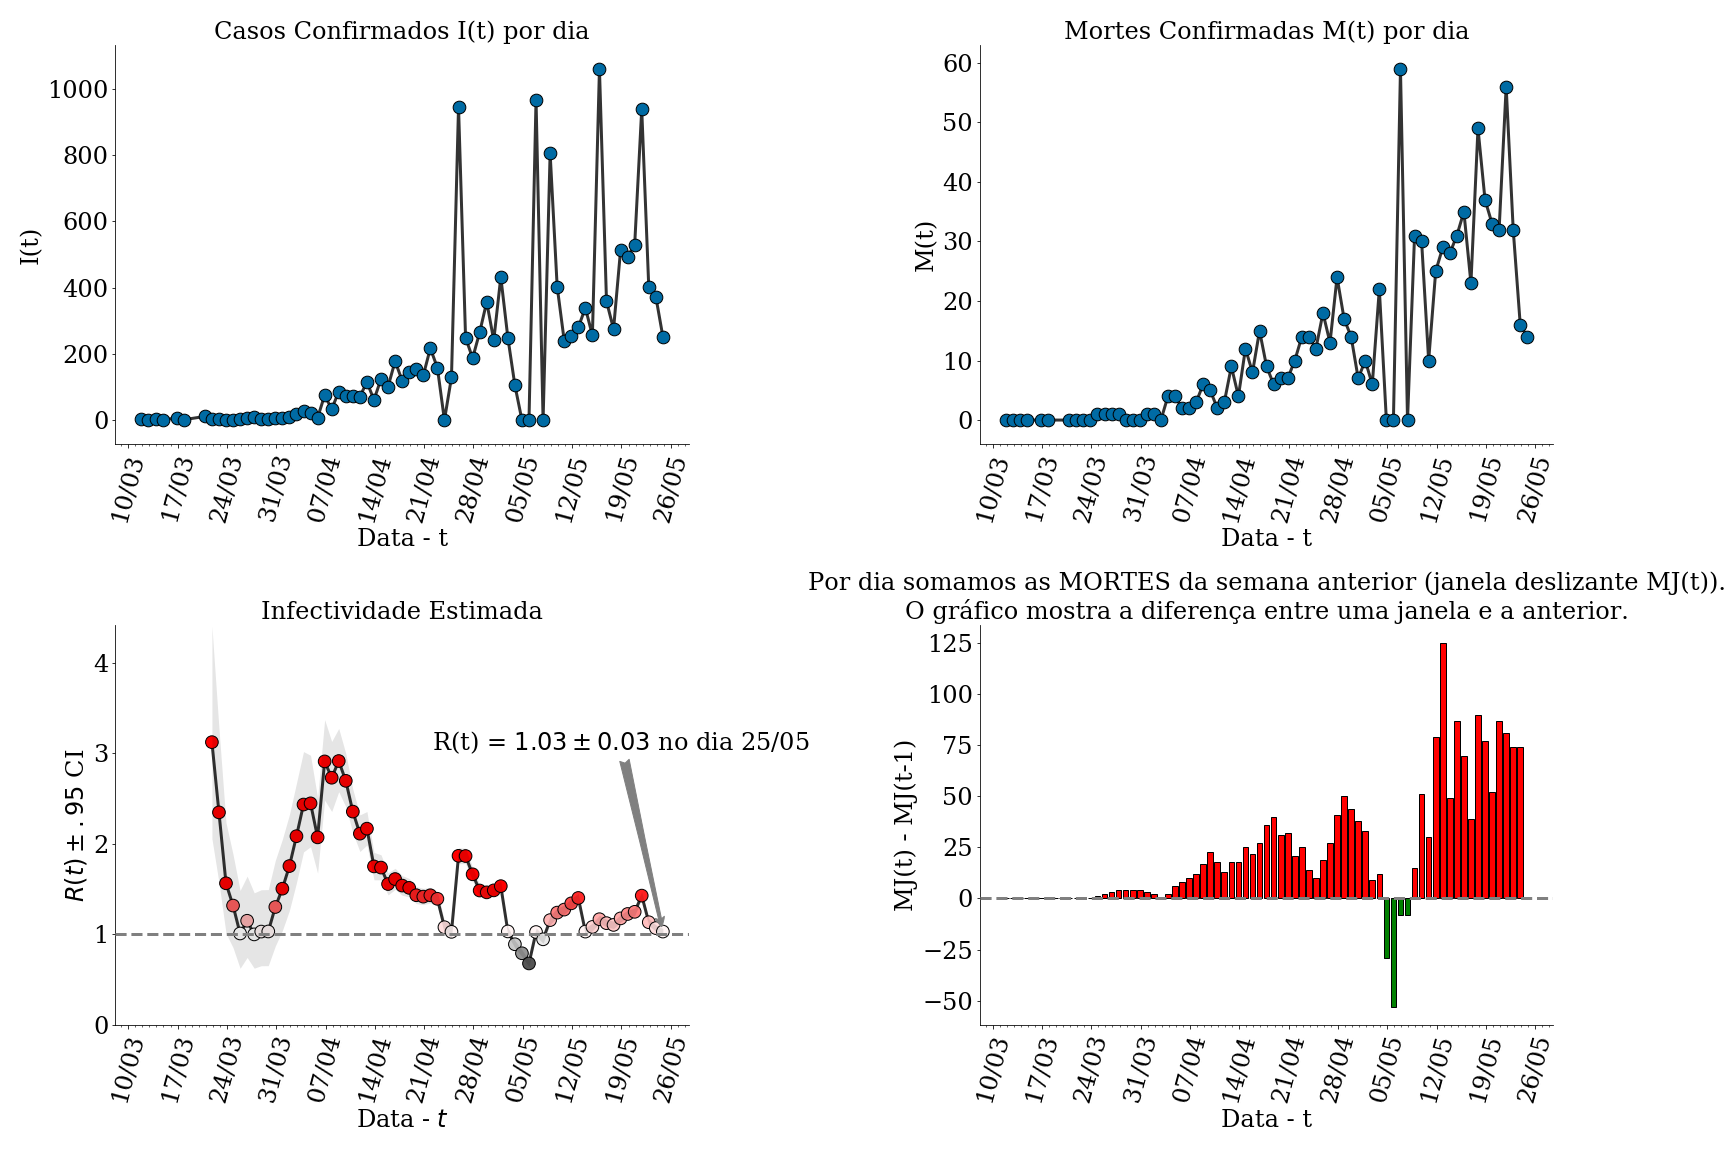 Casos Confirmados I(t) por dia
I(t)
1000
800
600
400
200
0
10/03 17/03 24/03 31/03 07/04 14/04 21/04 28/04 05/05 12/05 19/05 26/05
Data - t
Mortes Confirmadas M(t) por dia
M(t)
60
50
40
30
20
10
0
10/03 17/03 24/03 31/03 07/04 14/04 21/04 28/04 05/05 12/05 19/05 26/05
Data - t
Infectividade Estimada
R(t) ± .95 CI
4
3
2
1
0
R(t) = 1.03 ± 0.03 no dia 25/05
10/03 17/03 24/03 31/03 07/04 14/04 21/04 28/04 05/05 12/05 19/05 26/05
Data - t
Por dia somamos as MORTES da semana anterior (janela deslizante MJ(t)).
O gráfico mostra a diferença entre uma janela e a anterior.
MJ(t) - MJ(t-1)
125
100
75
50
25
0
−25
−50
10/03 17/03 24/03 31/03 07/04 14/04 21/04 28/04 05/05 12/05 19/05 26/05
Data - t